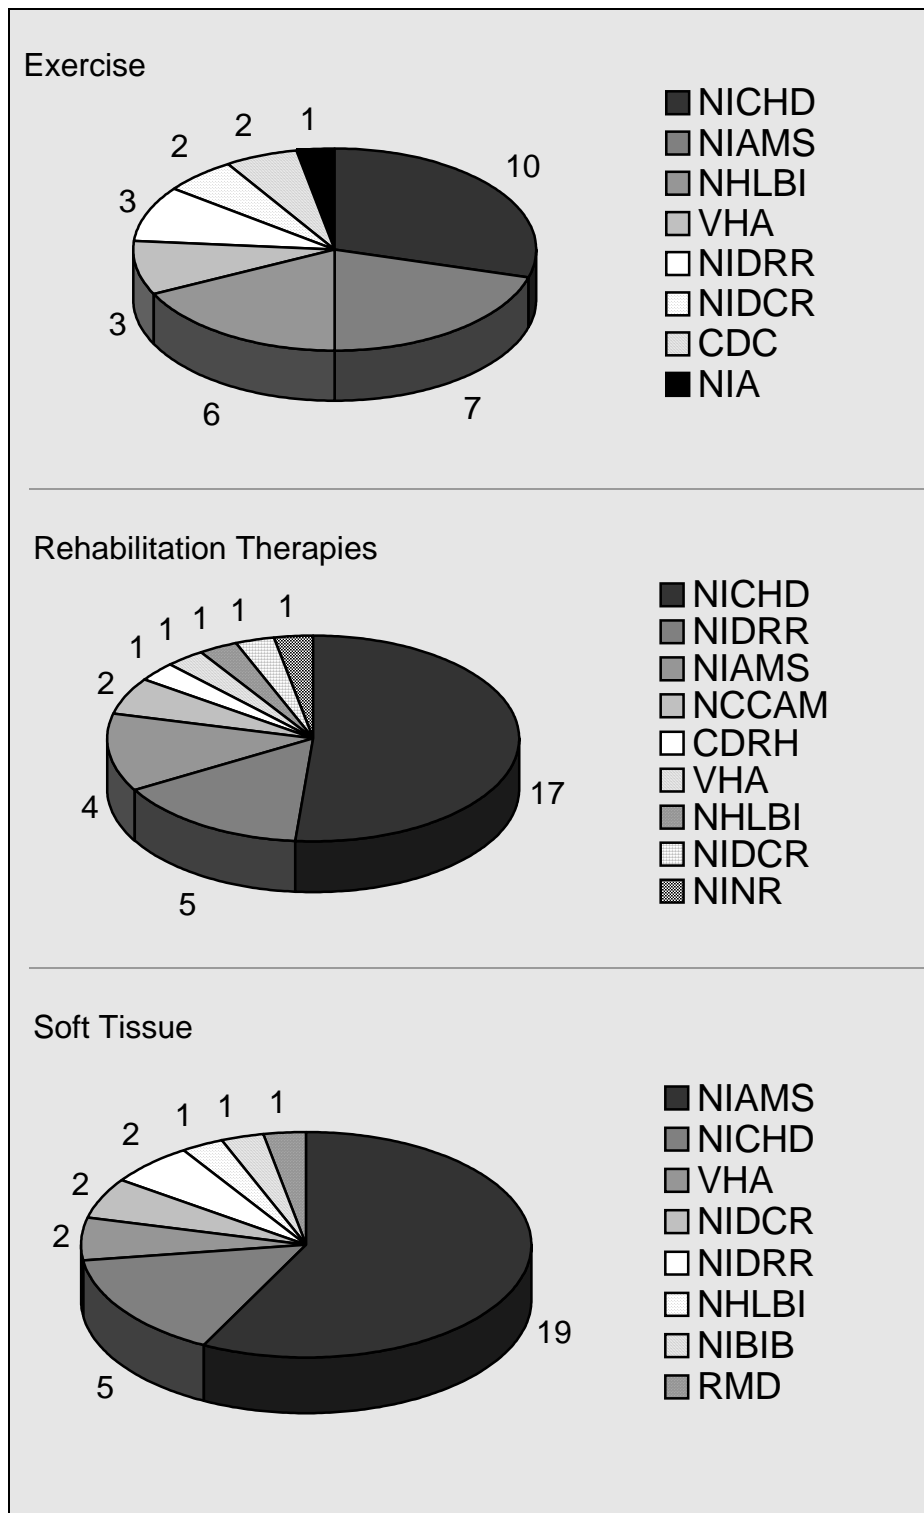 Exercise
1
2
2
10
3
3
6
7
NICHD
NIAMS
NHLBI
VHA
NIDRR
NIDCR
CDC
NIA
Rehabilitation Therapies
1
1
1
1
1
2
17
4
5
NICHD
NIDRR
NIAMS
NCCAM
CDRH
VHA
NHLBI
NIDCR
NINR
Soft Tissue
1
1
1
2
2
2
19
5
NIAMS
NICHD
VHA
NIDCR
NIDRR
NHLBI
NIBIB
RMD